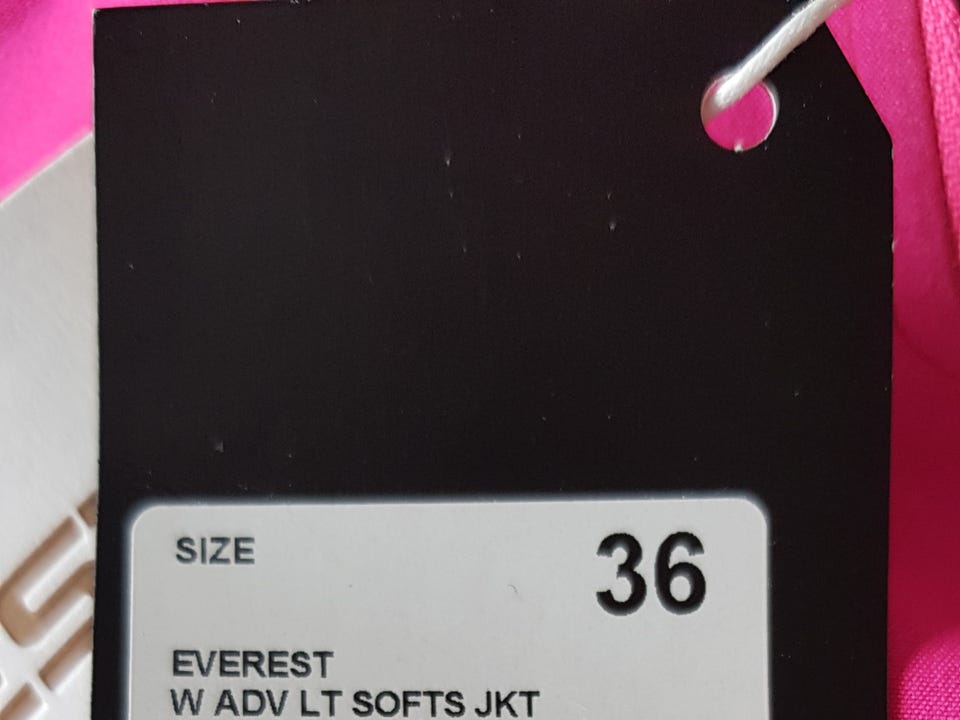 SIZE 36
EVEREST
W ADV LT SOFTS JKT